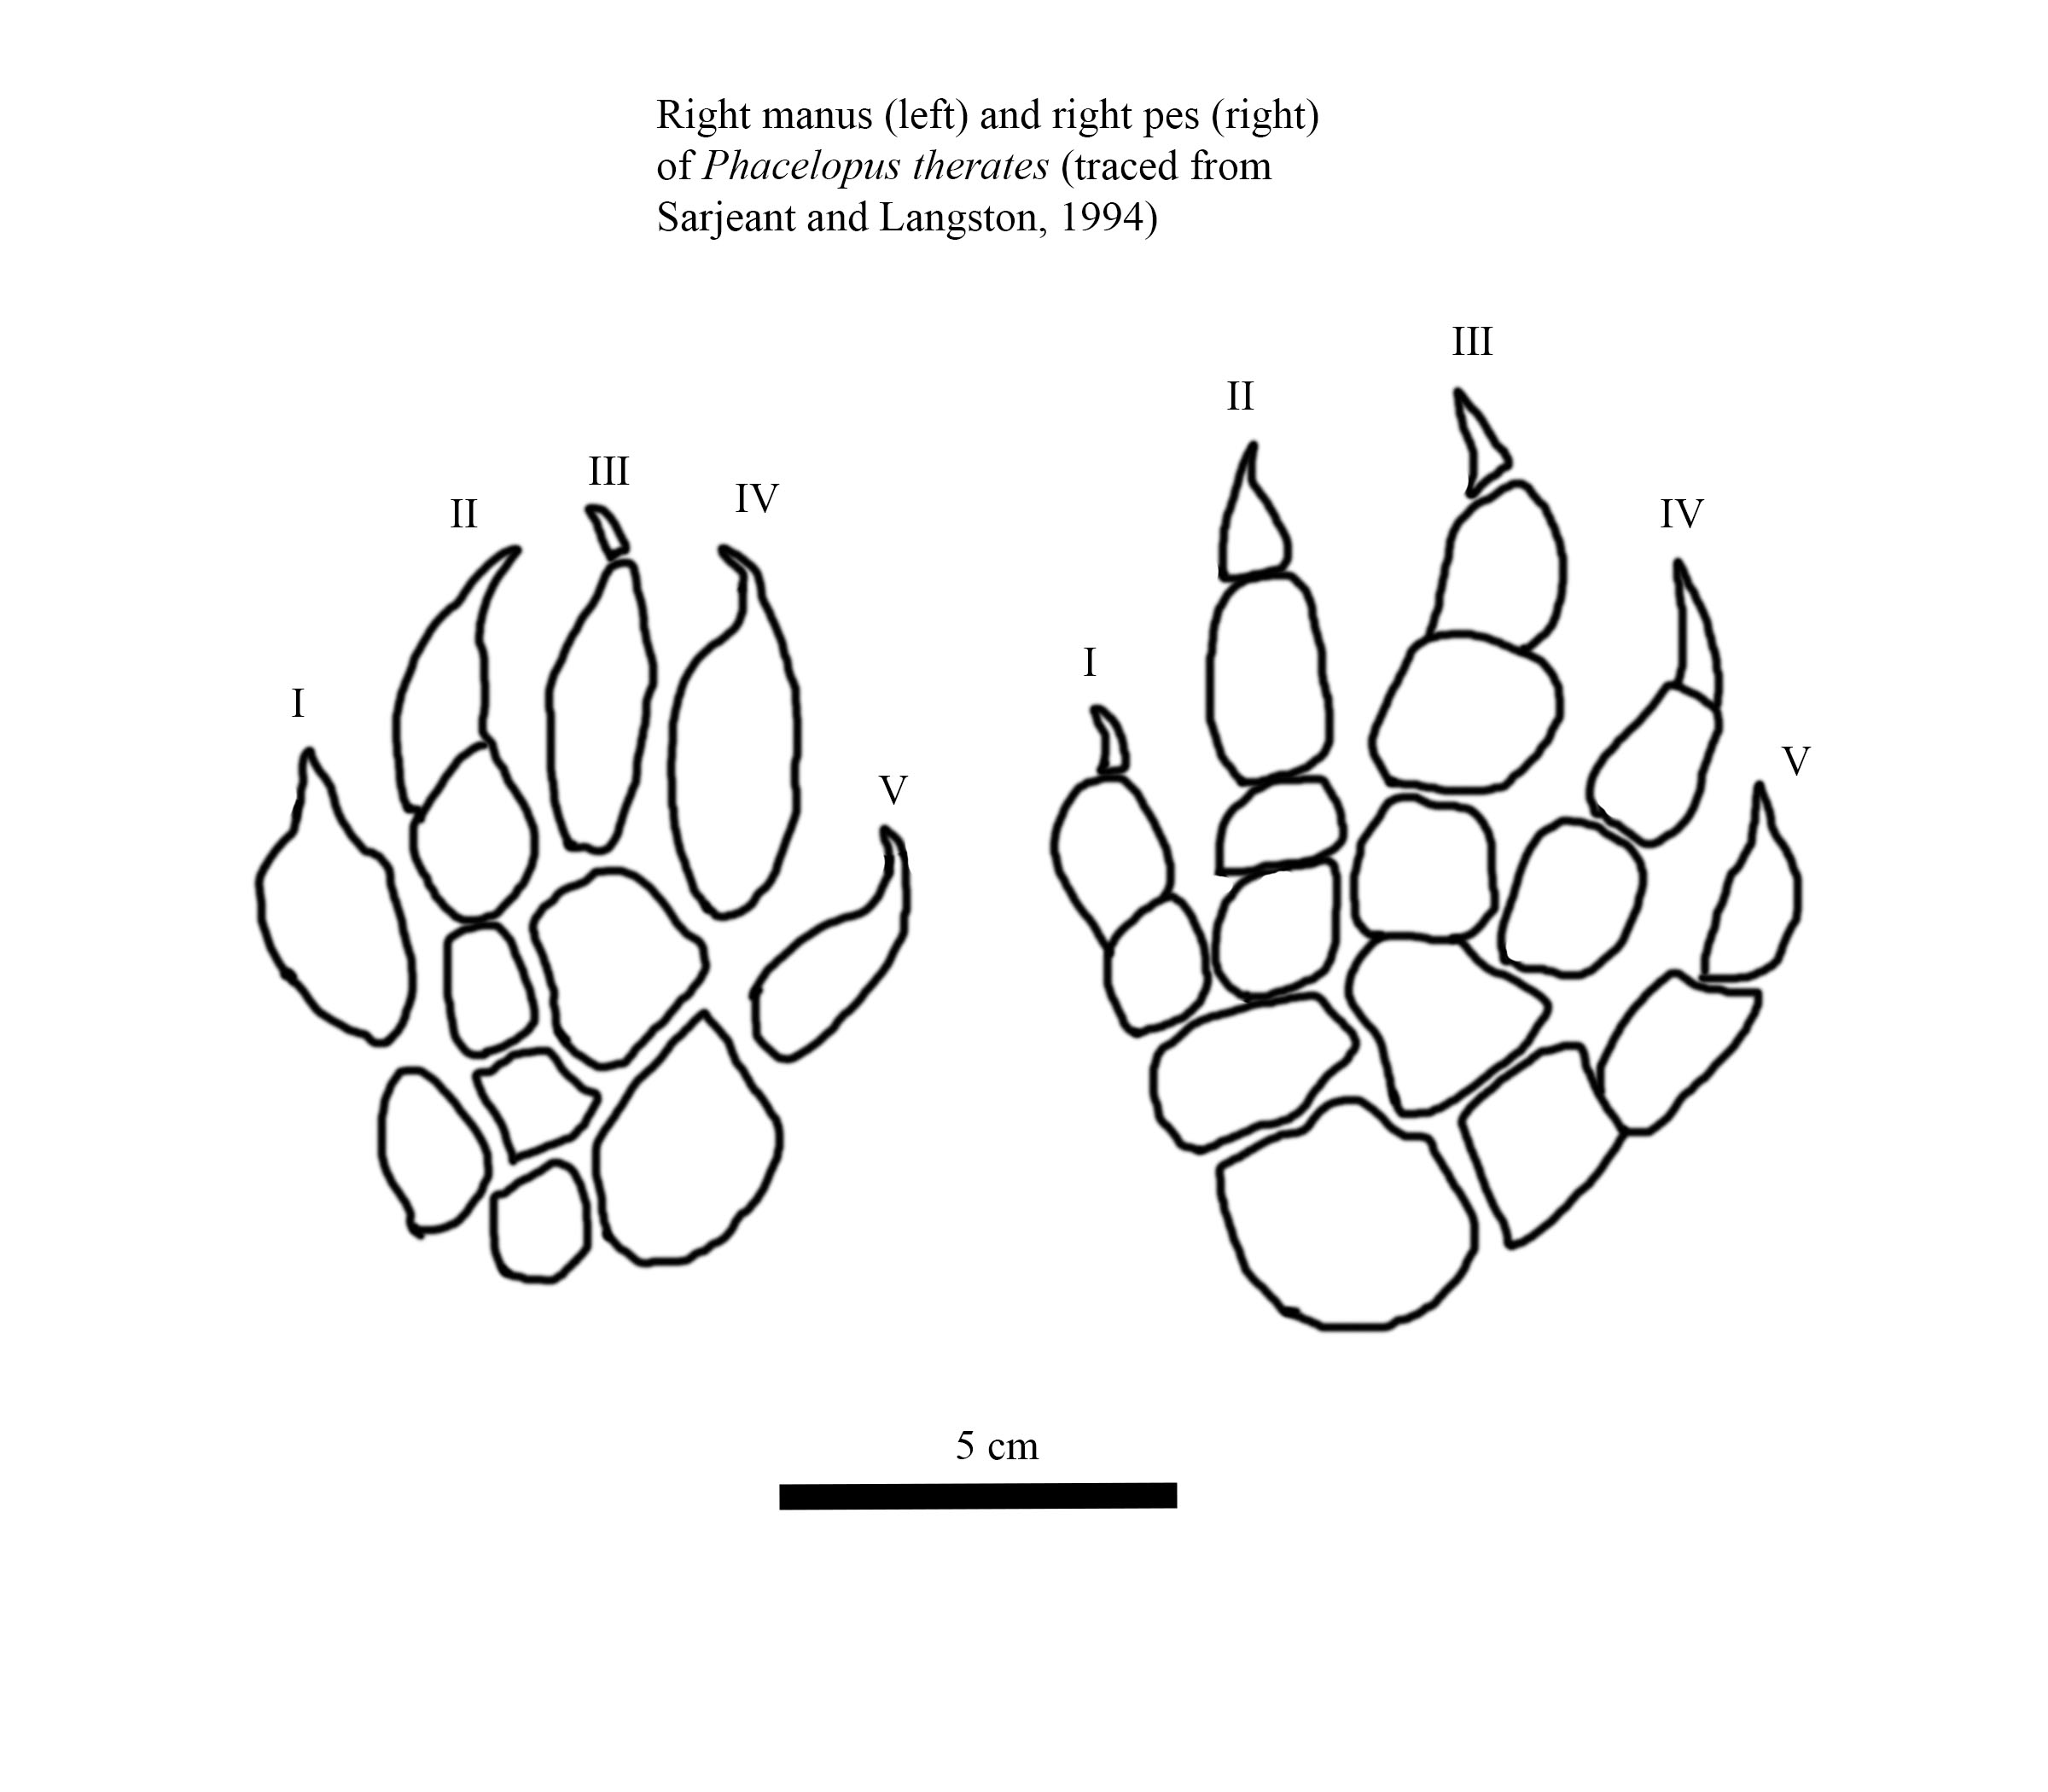 Right manus (left) and right pes (right)
of Phacelopus therates (traced from
Sarjeant and Langston, 1994)
III
II
IV
III
IV
II
I
I
V
V
5 cm